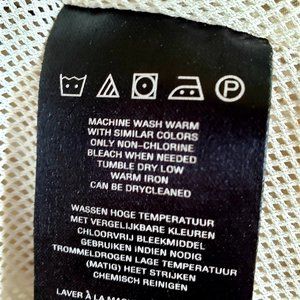 P
MACHINE WASH WARM
WITH SIMILAR COLORS
ONLY NON-CHLORINE
BLEACH WHEN NEEDED
TUMBLE DRY LOW
WARM IRON
CAN BE DRYCLEANED
WASSEN HOGE TEMPERATUUR
MET VERGELIJKBARE KLEUREN
CHLOORVRIJ BLEEKMIDDEL
GEBRUIKEN INDIEN NODIG
TROMMELDROGEN LAGE TEMPERATUUR
(MATIG) HEET STRIJKEN
CHEMISCH REINIGEN
LAVER À LA